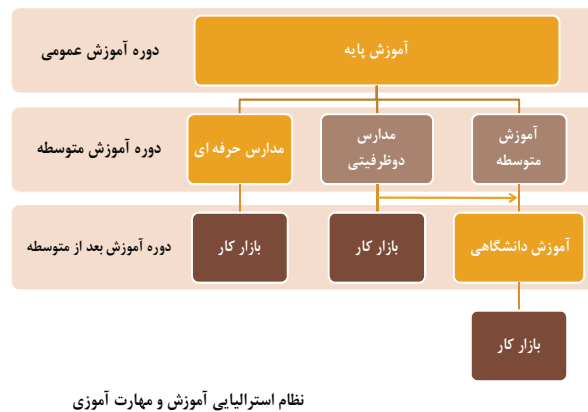 دوره آموزش عمومی
آموزش پایه
دوره آموزش متوسطه
آموزش
متوسطه
مدارس
دوظرفیتی
مدارس حرفه ای
دوره آموزش بعد از متوسطه
آموزش دانشگاهی
بازار کار
بازار کار
بازار کار
نظام استرالیایی آموزش و مهارت آموزی